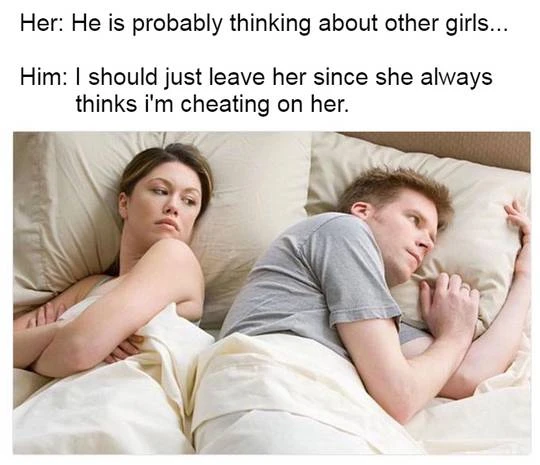 Her: He is probably thinking about other girls...
Him: I should just leave her since she always
thinks i'm cheating on her.